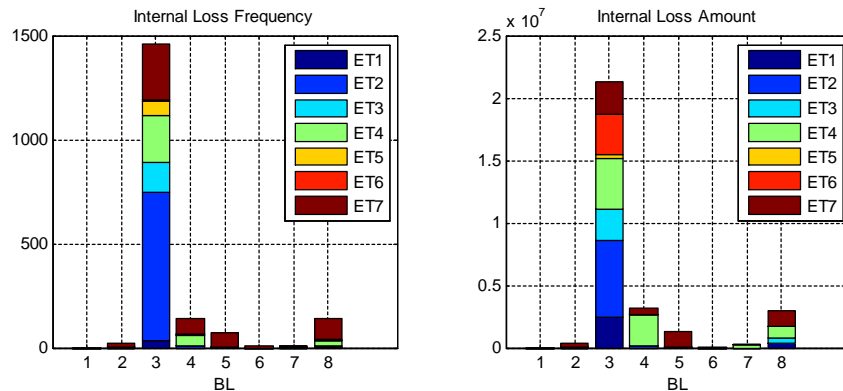 Internal Loss Frequency
1500
1000
500
0
1 2 3 4 5 6 7 8
BL
ET1
ET2
ET3
ET4
ET5
ET6
ET7
Internal Loss Amount
x 10^7
2.5
2
1.5
1
0.5
0
1 2 3 4 5 6 7 8
BL
ET1
ET2
ET3
ET4
ET5
ET6
ET7